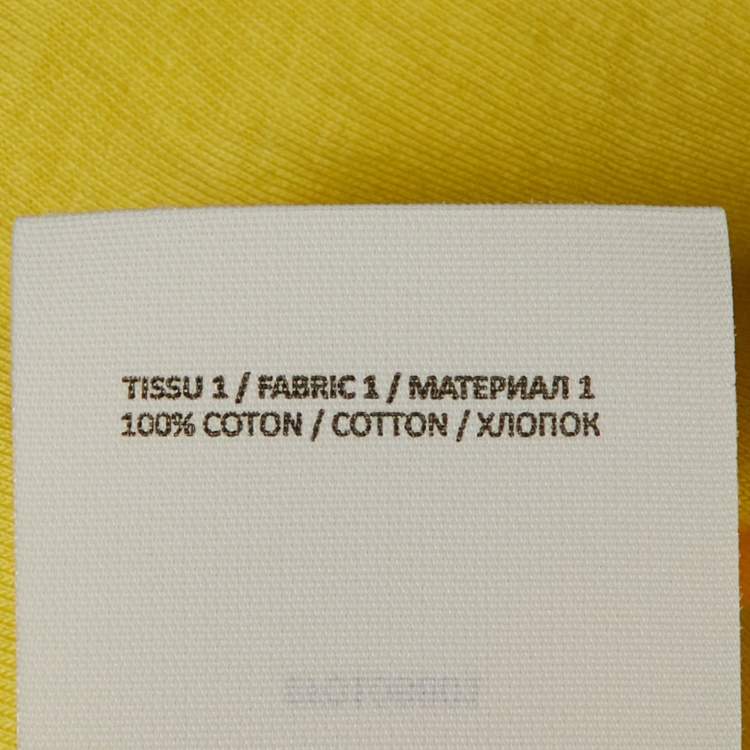 TISSU 1 / FABRIC 1 / МАТЕРИАЛ 1
100% COTON / COTTON / ХЛОПОК